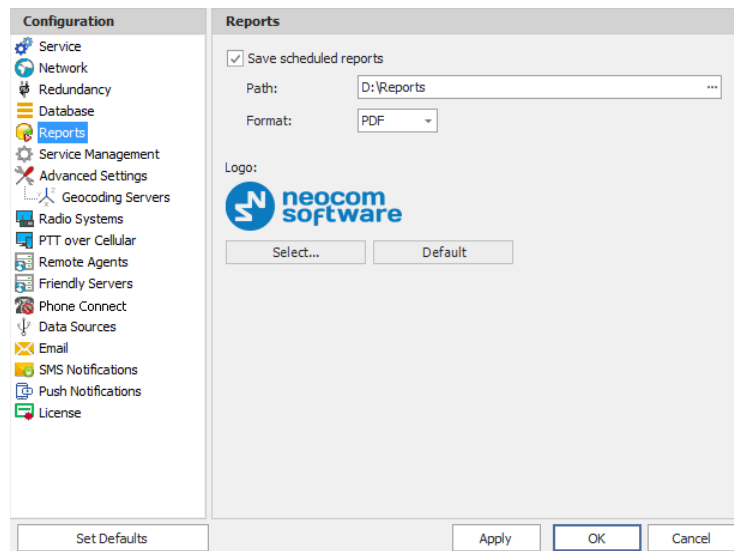 Configuration
Service
Network
Redundancy
Database
Reports
Service Management
Advanced Settings
Geocoding Servers
Radio Systems
PTT over Cellular
Remote Agents
Friendly Servers
Phone Connect
Data Sources
Email
SMS Notifications
Push Notifications
License
Set Defaults
Reports
Save scheduled reports
Path: D:\Reports ...
Format: PDF
Logo:
neocom
software
Select... Default
Apply OK Cancel